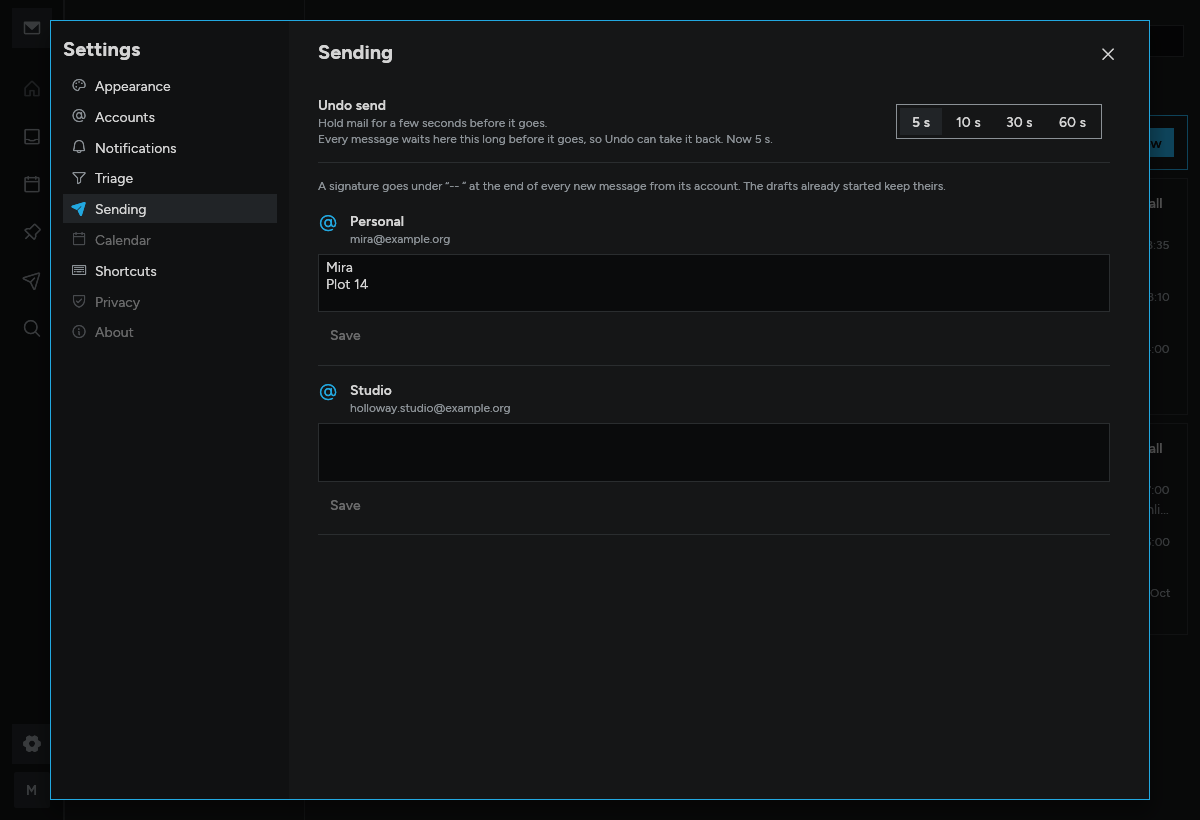 Settings
Appearance
Accounts
Notifications
Triage
Sending
Calendar
Shortcuts
Privacy
About
M
Sending
Undo send
Hold mail for a few seconds before it goes.
Every message waits here this long before it goes, so Undo can take it back. Now 5 s.
5 s
10 s
30 s
60 s
A signature goes under “-- ” at the end of every new message from its account. The drafts already started keep theirs.
Personal
mira@example.org
Mira
Plot 14
Save
Studio
holloway.studio@example.org
Save
Oct